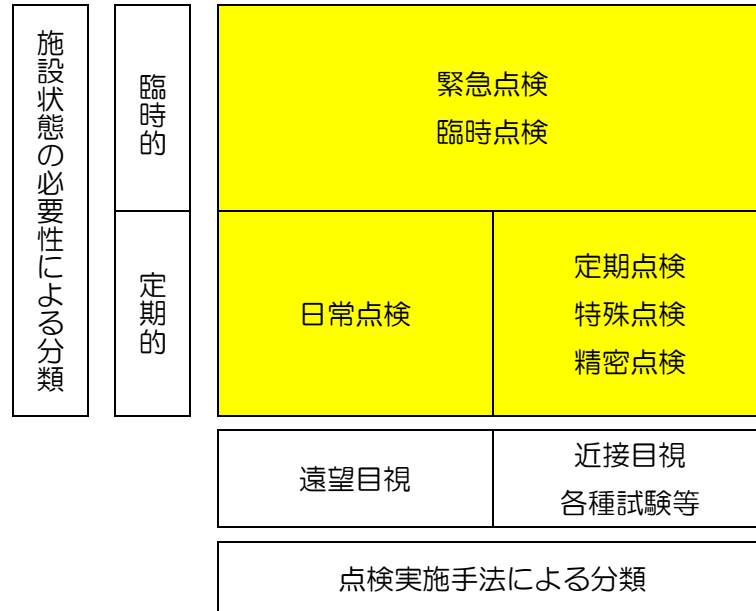 施設状態の必要性による分類
臨時的
緊急点検
臨時点検
定期的
日常点検
定期点検
特殊点検
精密点検
遠望目視
近接目視
各種試験等
点検実施手法による分類